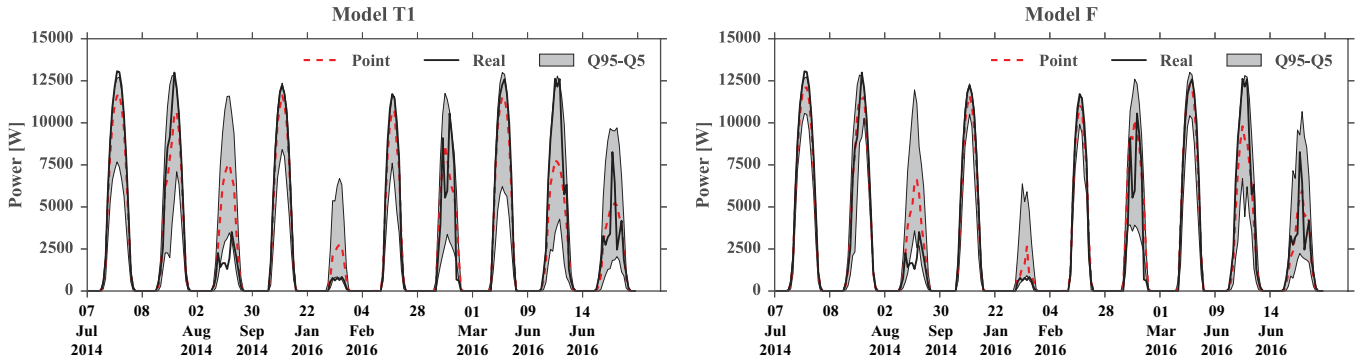 Model T1
Power [W]
15000
12500
10000
7500
5000
2500
0
Point Real Q95-Q5
07 08 02 30 22 04 28 01 09 14
Jul Aug Sep Jan Feb Mar Jun Jun
2014 2014 2014 2016 2016 2016 2016 2016
Model F
Power [W]
15000
12500
10000
7500
5000
2500
0
Point Real Q95-Q5
07 08 02 30 22 04 28 01 09 14
Jul Aug Sep Jan Feb Mar Jun Jun
2014 2014 2014 2016 2016 2016 2016 2016